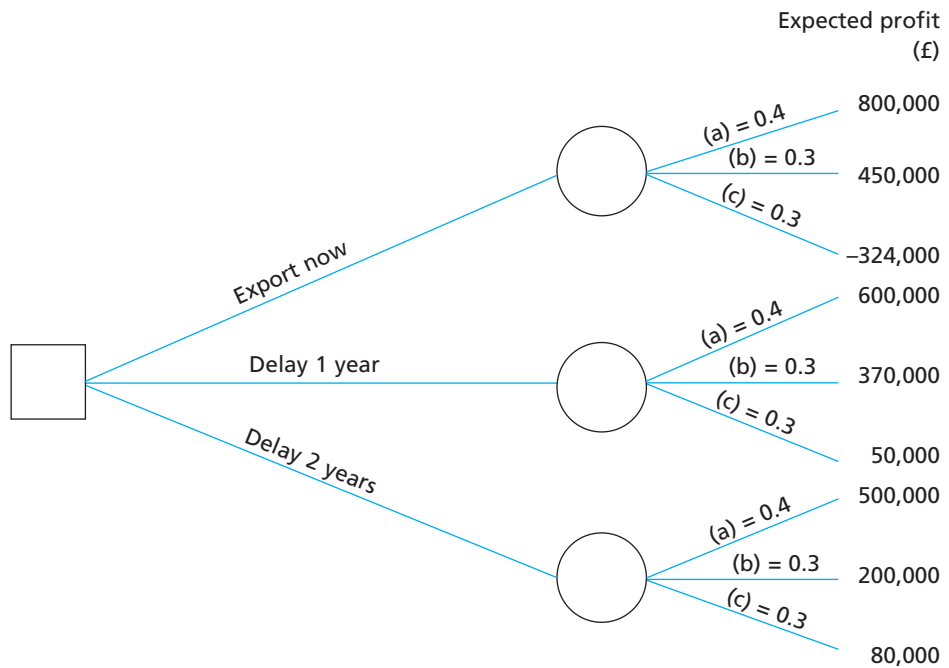 Expected profit
(£)
800,000
(a) = 0.4
(b) = 0.3
450,000
(c) = 0.3
–324,000
Export now
600,000
(a) = 0.4
(b) = 0.3
370,000
(c) = 0.3
50,000
Delay 1 year
500,000
(a) = 0.4
(b) = 0.3
200,000
(c) = 0.3
80,000
Delay 2 years